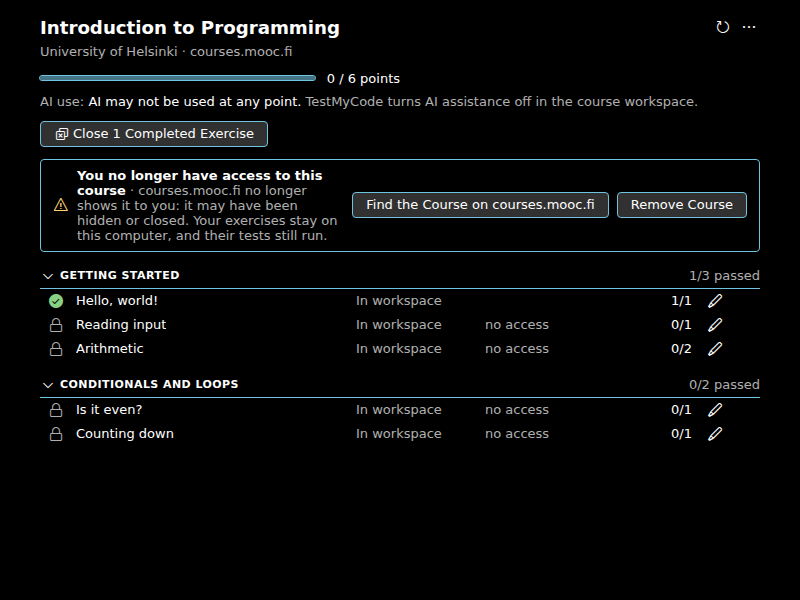 Introduction to Programming
University of Helsinki · courses.mooc.fi
0 / 6 points
AI use: AI may not be used at any point. TestMyCode turns AI assistance off in the course workspace.
Close 1 Completed Exercise
You no longer have access to this
course · courses.mooc.fi no longer
shows it to you: it may have been
hidden or closed. Your exercises stay on
this computer, and their tests still run.
Find the Course on courses.mooc.fi
Remove Course
GETTING STARTED 1/3 passed
Hello, world! In workspace 1/1
Reading input In workspace no access 0/1
Arithmetic In workspace no access 0/2
CONDITIONALS AND LOOPS 0/2 passed
Is it even? In workspace no access 0/1
Counting down In workspace no access 0/1